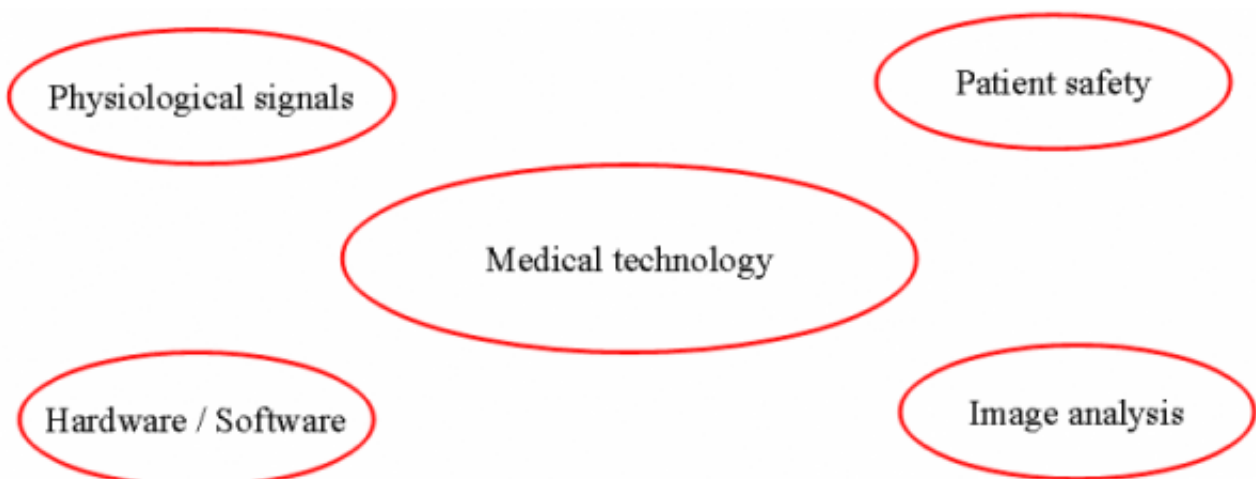 Physiological signals
Patient safety
Medical technology
Hardware / Software
Image analysis